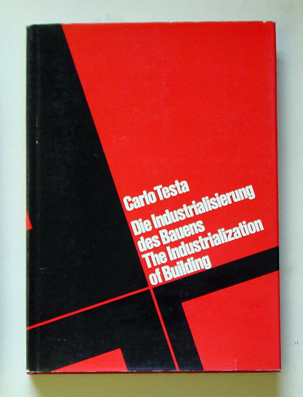 Carlo Testa
Die Industrialisierung
des Bauens
The Industrialization
of Building